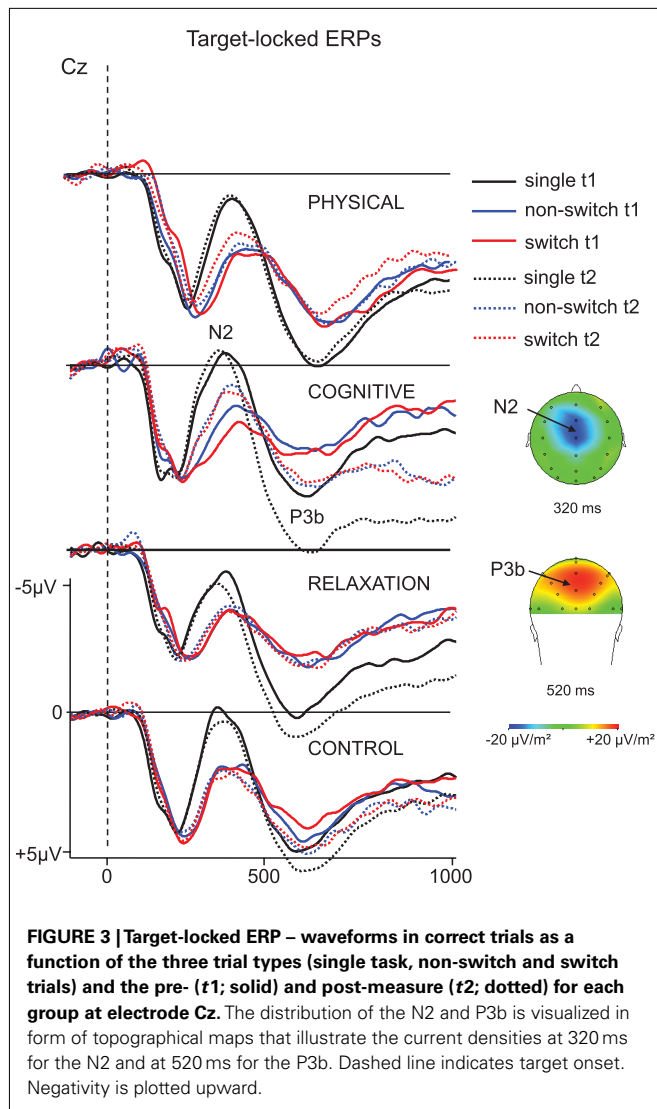 Target-locked ERPs
Cz
PHYSICAL
single t1
non-switch t1
switch t1
single t2
non-switch t2
switch t2
N2
COGNITIVE
N2
320 ms
P3b
-5µV
RELAXATION
P3b
520 ms
0
CONTROL
-20 µV/m² +20 µV/m²
+5µV
0 500 1000
FIGURE 3 | Target-locked ERP – waveforms in correct trials as a
function of the three trial types (single task, non-switch and switch
trials) and the pre- (t1; solid) and post-measure (t2; dotted) for each
group at electrode Cz. The distribution of the N2 and P3b is visualized in
form of topographical maps that illustrate the current densities at 320 ms
for the N2 and at 520 ms for the P3b. Dashed line indicates target onset.
Negativity is plotted upward.